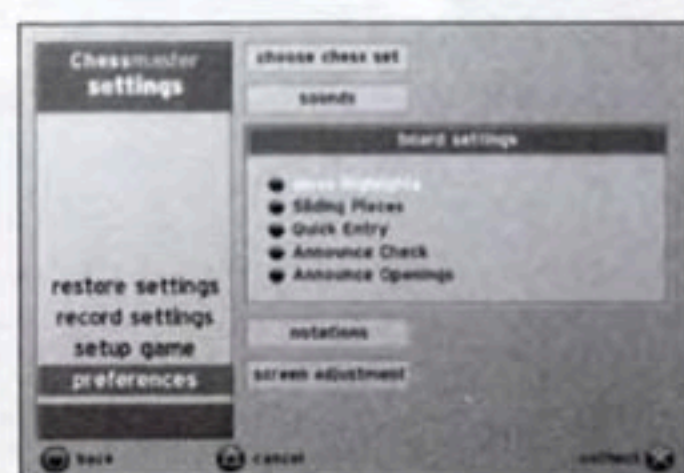 Chessmaster
settings
restore settings
record settings
setup game
preferences
choose chess set
sounds
board settings
Sliding Pieces
Quick Entry
Announce Check
Announce Openings
notations
screen adjustment
back
cancel